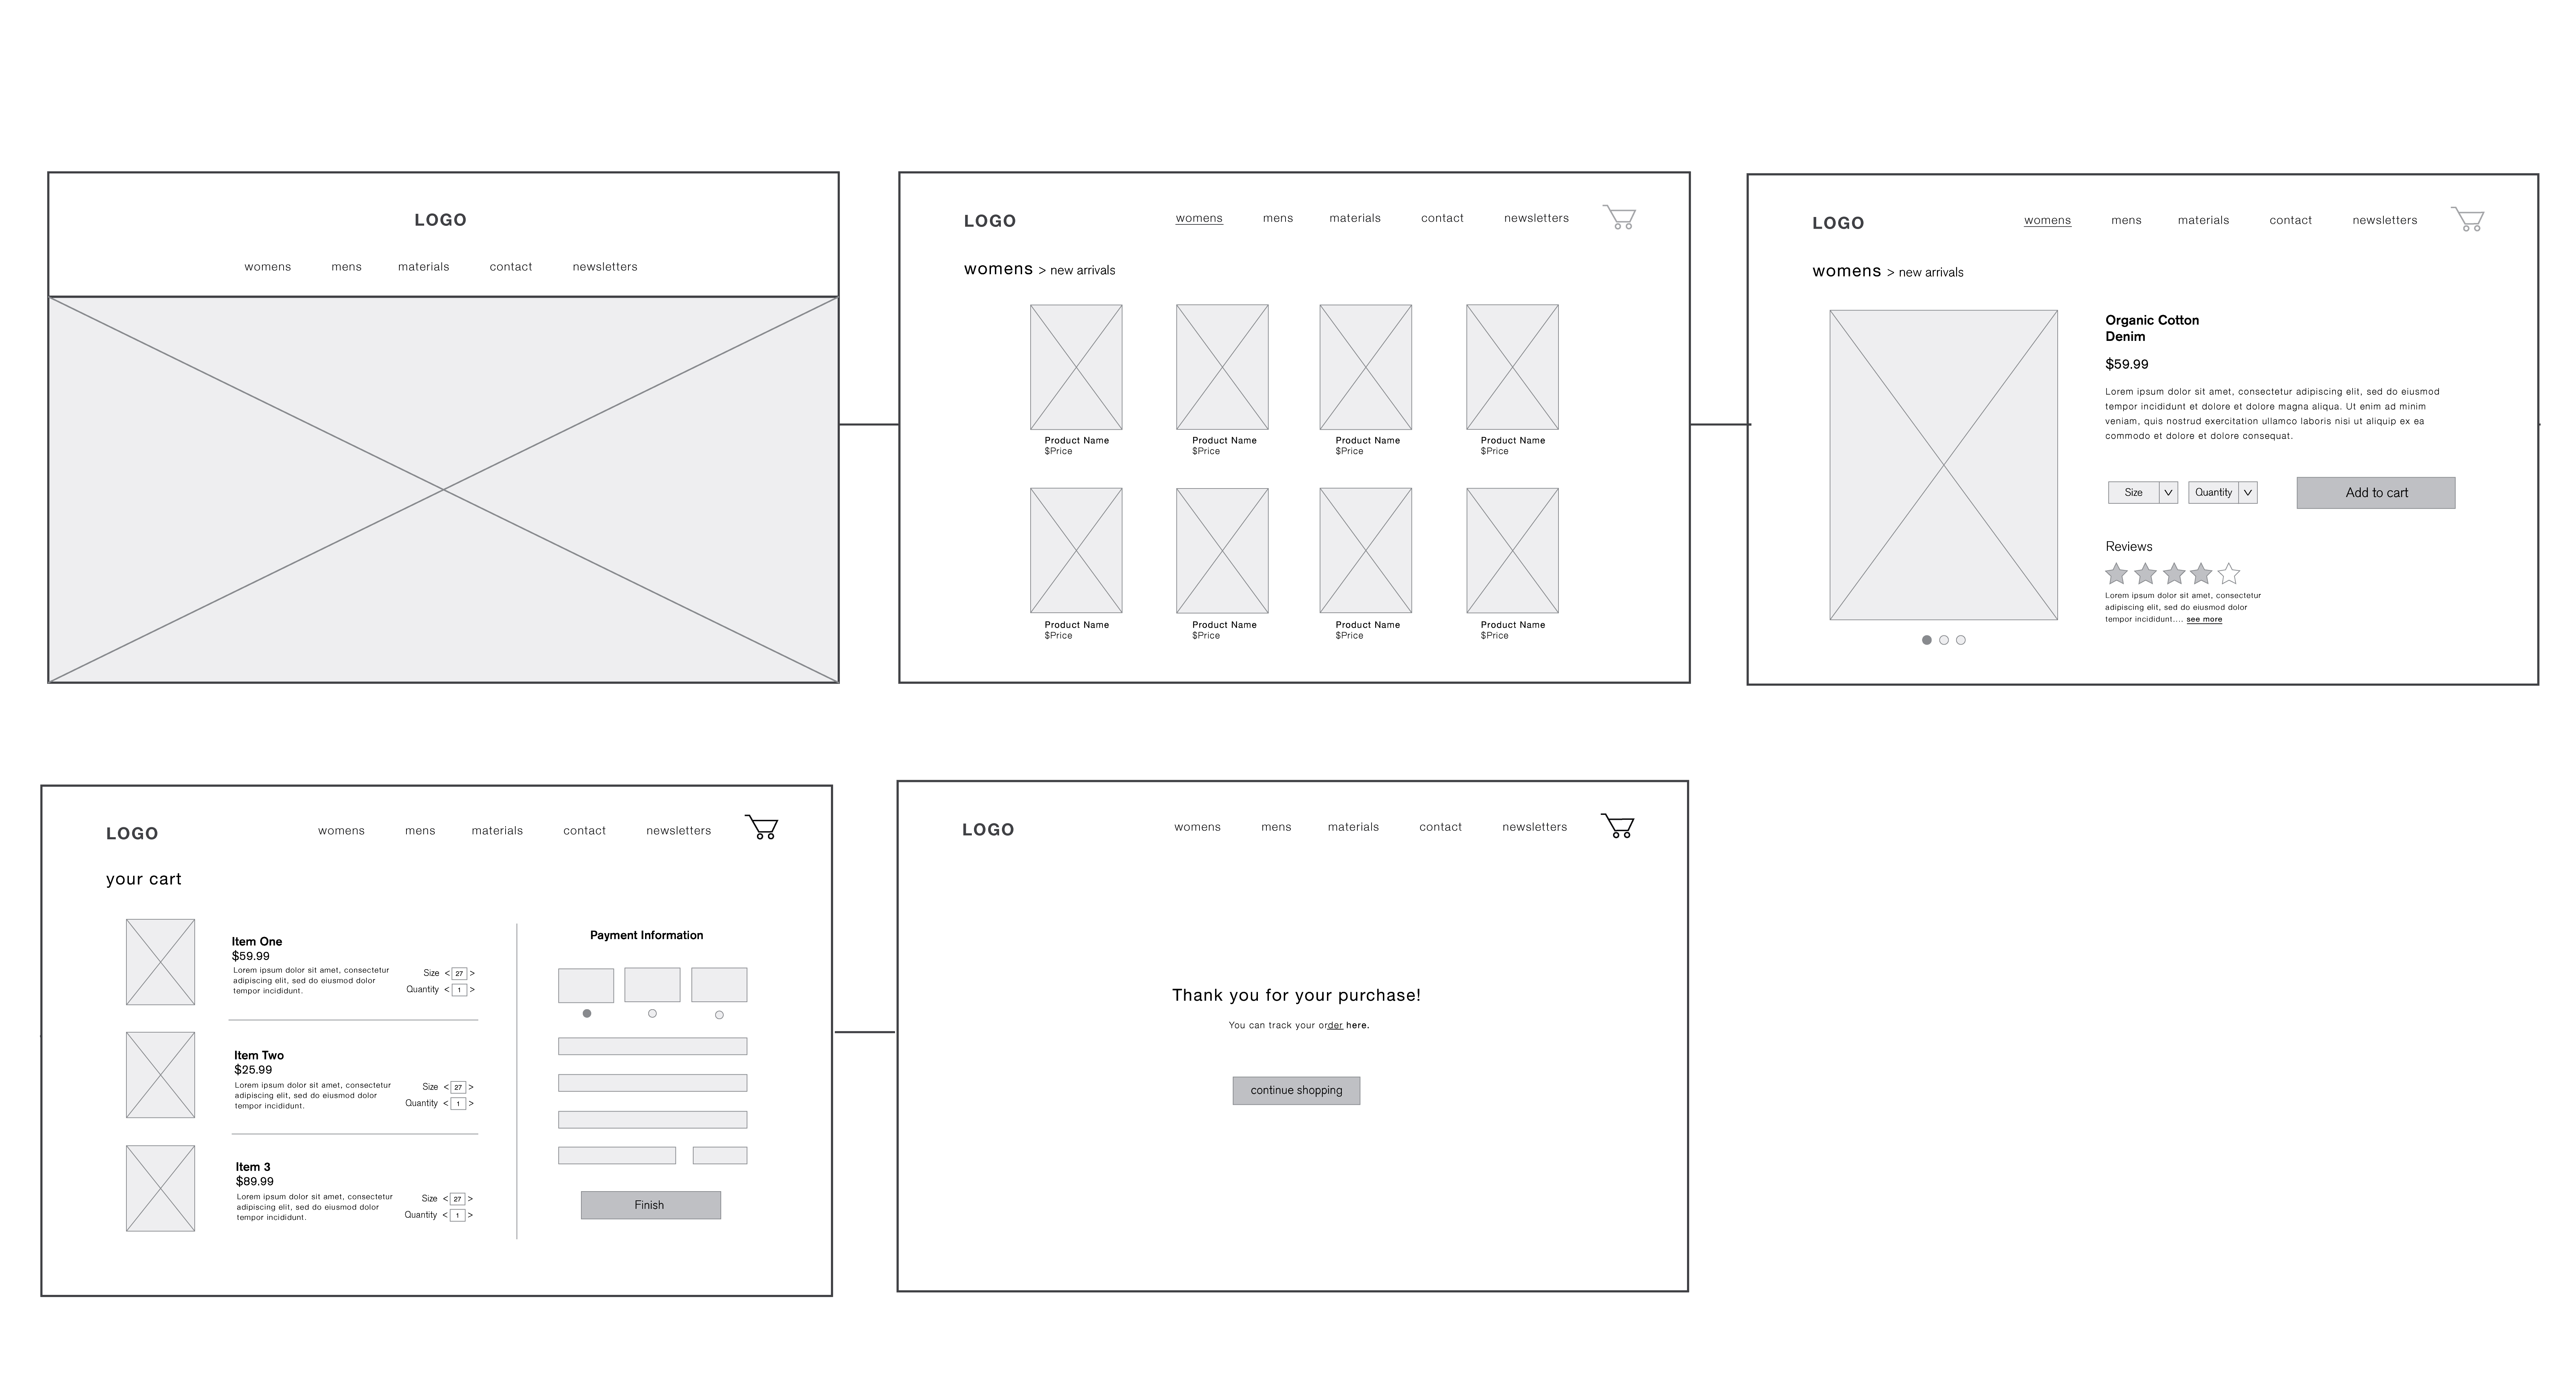 LOGO
womens mens materials contact newsletters
LOGO
womens mens materials contact newsletters
womens > new arrivals
Product Name Product Name Product Name Product Name
$Price $Price $Price $Price
Product Name Product Name Product Name Product Name
$Price $Price $Price $Price
LOGO
womens mens materials contact newsletters
womens > new arrivals
Organic Cotton
Denim
$59.99
Lorem ipsum dolor sit amet, consectetur adipiscing elit, sed do eiusmod
tempor incididunt et dolore et dolore magna aliqua. Ut enim ad minim
veniam, quis nostrud exercitation ullamco laboris nisi ut aliquip ex ea
commodo et dolore et dolore consequat.
Size Quantity Add to cart
Reviews
Lorem ipsum dolor sit amet, consectetur
adipiscing elit, sed do eiusmod dolor
tempor incididunt.... see more
LOGO
womens mens materials contact newsletters
your cart
Item One
$59.99
Lorem ipsum dolor sit amet, consectetur
adipiscing elit, sed do eiusmod dolor
tempor incididunt.
Size < 27 >
Quantity < 1 >
Item Two
$25.99
Lorem ipsum dolor sit amet, consectetur
adipiscing elit, sed do eiusmod dolor
tempor incididunt.
Size < 27 >
Quantity < 1 >
Item 3
$89.99
Lorem ipsum dolor sit amet, consectetur
adipiscing elit, sed do eiusmod dolor
tempor incididunt.
Size < 27 >
Quantity < 1 >
Payment Information
Finish
LOGO
womens mens materials contact newsletters
Thank you for your purchase!
You can track your order here.
continue shopping